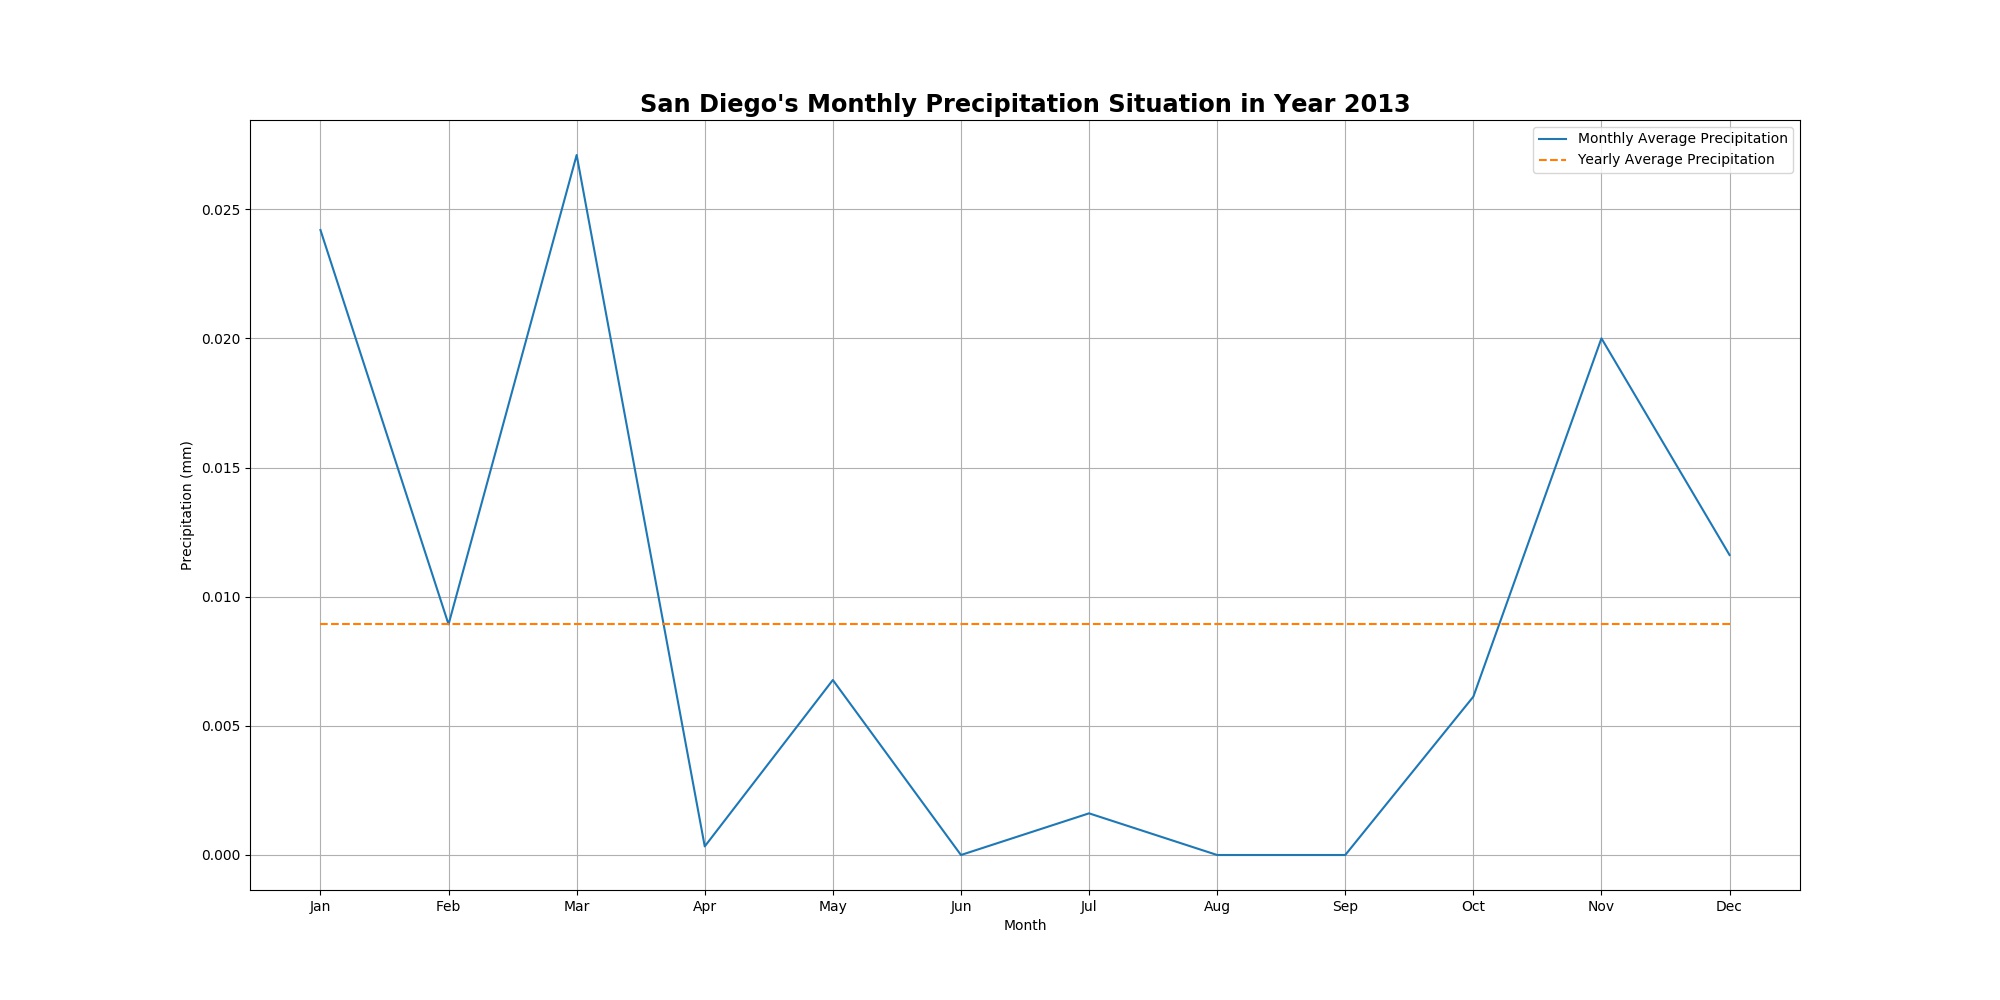 San Diego's Monthly Precipitation Situation in Year 2013
Monthly Average Precipitation
Yearly Average Precipitation
Precipitation (mm)
0.025
0.020
0.015
0.010
0.005
0.000
Jan Feb Mar Apr May Jun Jul Aug Sep Oct Nov Dec
Month